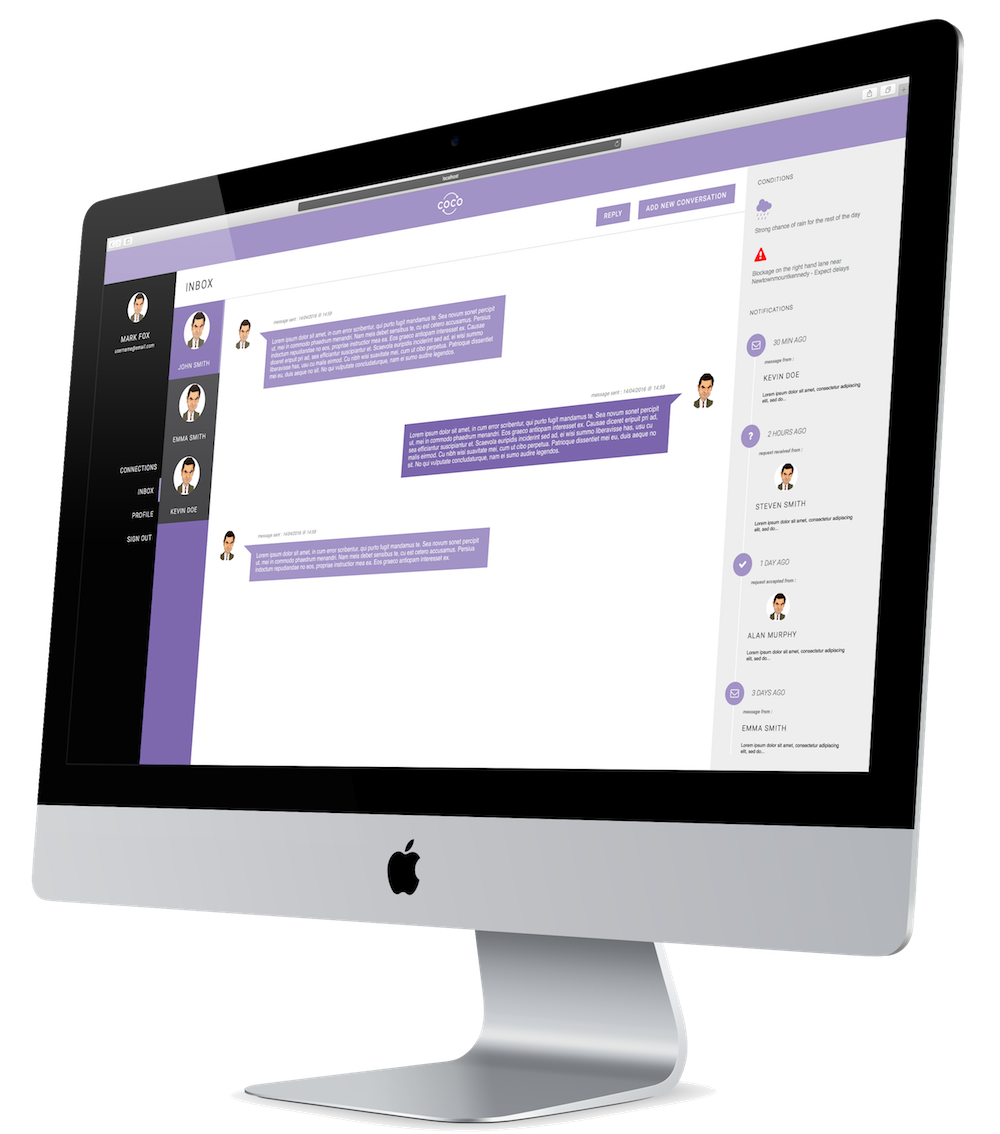 localhost
coco
REPLY
ADD NEW CONVERSATION
MARK FOX
username@email.com
CONNECTIONS
INBOX
PROFILE
SIGN OUT
INBOX
JOHN SMITH
EMMA SMITH
KEVIN DOE
message sent : 14/04/2016 @ 14:59
Lorem ipsum dolor sit amet, in cum error scribentur, qui purto fugit mandamus te. Sea novum sonet percipit
ut, mei in commodo phaedrum menandri. Nam meis debet sensibus te, cu est cetero accusamus. Persius
indoctum repudiandae no eos, propriae instructior mea ex. Eos graeco antiopam interesset ex. Causae
diceret eripuit pri ad, sea efficiantur suscipiantur et. Scaevola euripidis inciderint sed ad, ei wisi summo
liberavisse has, usu cu malis eirmod. Cu nibh wisi consulatu mea, cum ut cibo perpetua. Patrioque dissentiet
mei eu, duis aeque no sit. No qui vulputate concludaturque, nam ei sumo audire legendos.
message sent : 14/04/2016 @ 14:59
Lorem ipsum dolor sit amet, in cum error scribentur, qui purto fugit mandamus te. Sea novum sonet percipit
ut, mei in commodo phaedrum menandri. Eos graeco antiopam interesset ex. Causae diceret eripuit pri ad,
sea efficiantur suscipiantur et. Scaevola euripidis inciderint sed ad, ei wisi summo liberavisse has, usu cu
malis eirmod. Cu nibh wisi consulatu mea, cum ut cibo perpetua. Patrioque dissentiet mei eu, duis aeque no
sit. No qui vulputate concludaturque, nam ei sumo audire legendos.
message sent : 14/04/2016 @ 14:59
Lorem ipsum dolor sit amet, in cum error scribentur, qui purto fugit mandamus te. Sea novum sonet percipit
ut, mei in commodo phaedrum menandri. Nam meis debet sensibus te, cu est cetero accusamus. Persius
indoctum repudiandae no eos, propriae instructior mea ex. Eos graeco antiopam interesset ex.
CONDITIONS
Strong chance of rain for the rest of the day
Blockage on the right hand lane near
Newtownmountkennedy - Expect delays
NOTIFICATIONS
30 MIN AGO
message from :
KEVIN DOE
Lorem ipsum dolor sit amet, consectetur adipiscing elit,
sed do...
?
2 HOURS AGO
request received from :
STEVEN SMITH
Lorem ipsum dolor sit amet, consectetur adipiscing
elit, sed do...
1 DAY AGO
request accepted from :
ALAN MURPHY
Lorem ipsum dolor sit amet, consectetur adipiscing
elit, sed do...
3 DAYS AGO
message from :
EMMA SMITH
Lorem ipsum dolor sit amet, consectetur adipiscing
elit, sed do...